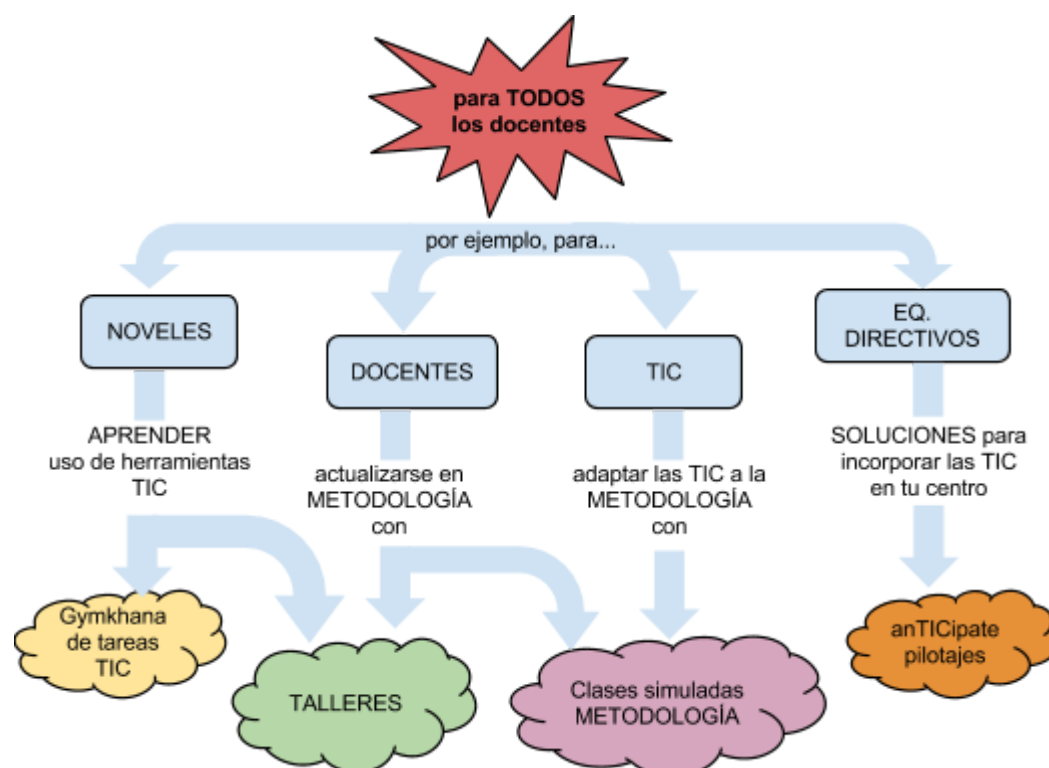 para TODOS
los docentes
por ejemplo, para...
NOVELES
DOCENTES
TIC
EQ.
DIRECTIVOS
APRENDER
uso de herramientas
TIC
actualizarse en
METODOLOGÍA
con
adaptar las TIC a la
METODOLOGÍA
con
SOLUCIONES para
incorporar las TIC
en tu centro
Gymkhana
de tareas
TIC
TALLERES
Clases simuladas
METODOLOGÍA
anTICipate
pilotajes